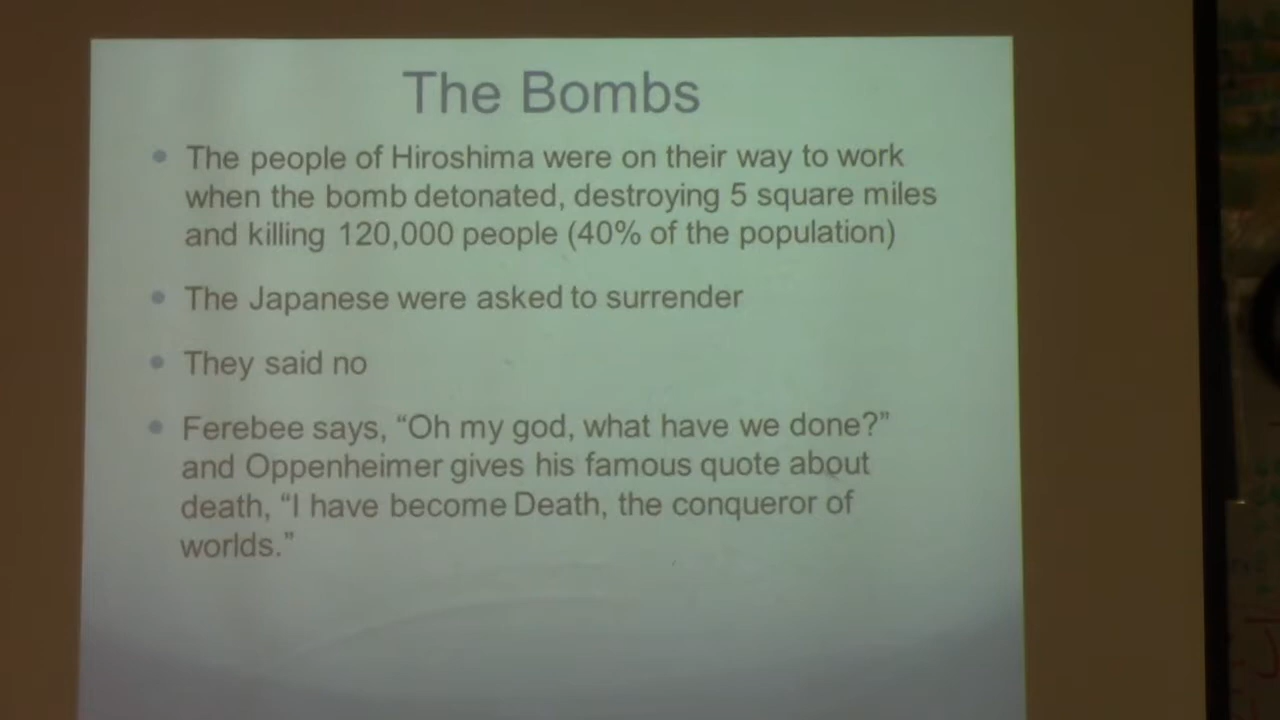 The Bombs
• The people of Hiroshima were on their way to work
when the bomb detonated, destroying 5 square miles
and killing 120,000 people (40% of the population)
• The Japanese were asked to surrender
• They said no
• Ferebee says, “Oh my god, what have we done?”
and Oppenheimer gives his famous quote about
death, “I have become Death, the conqueror of
worlds.”